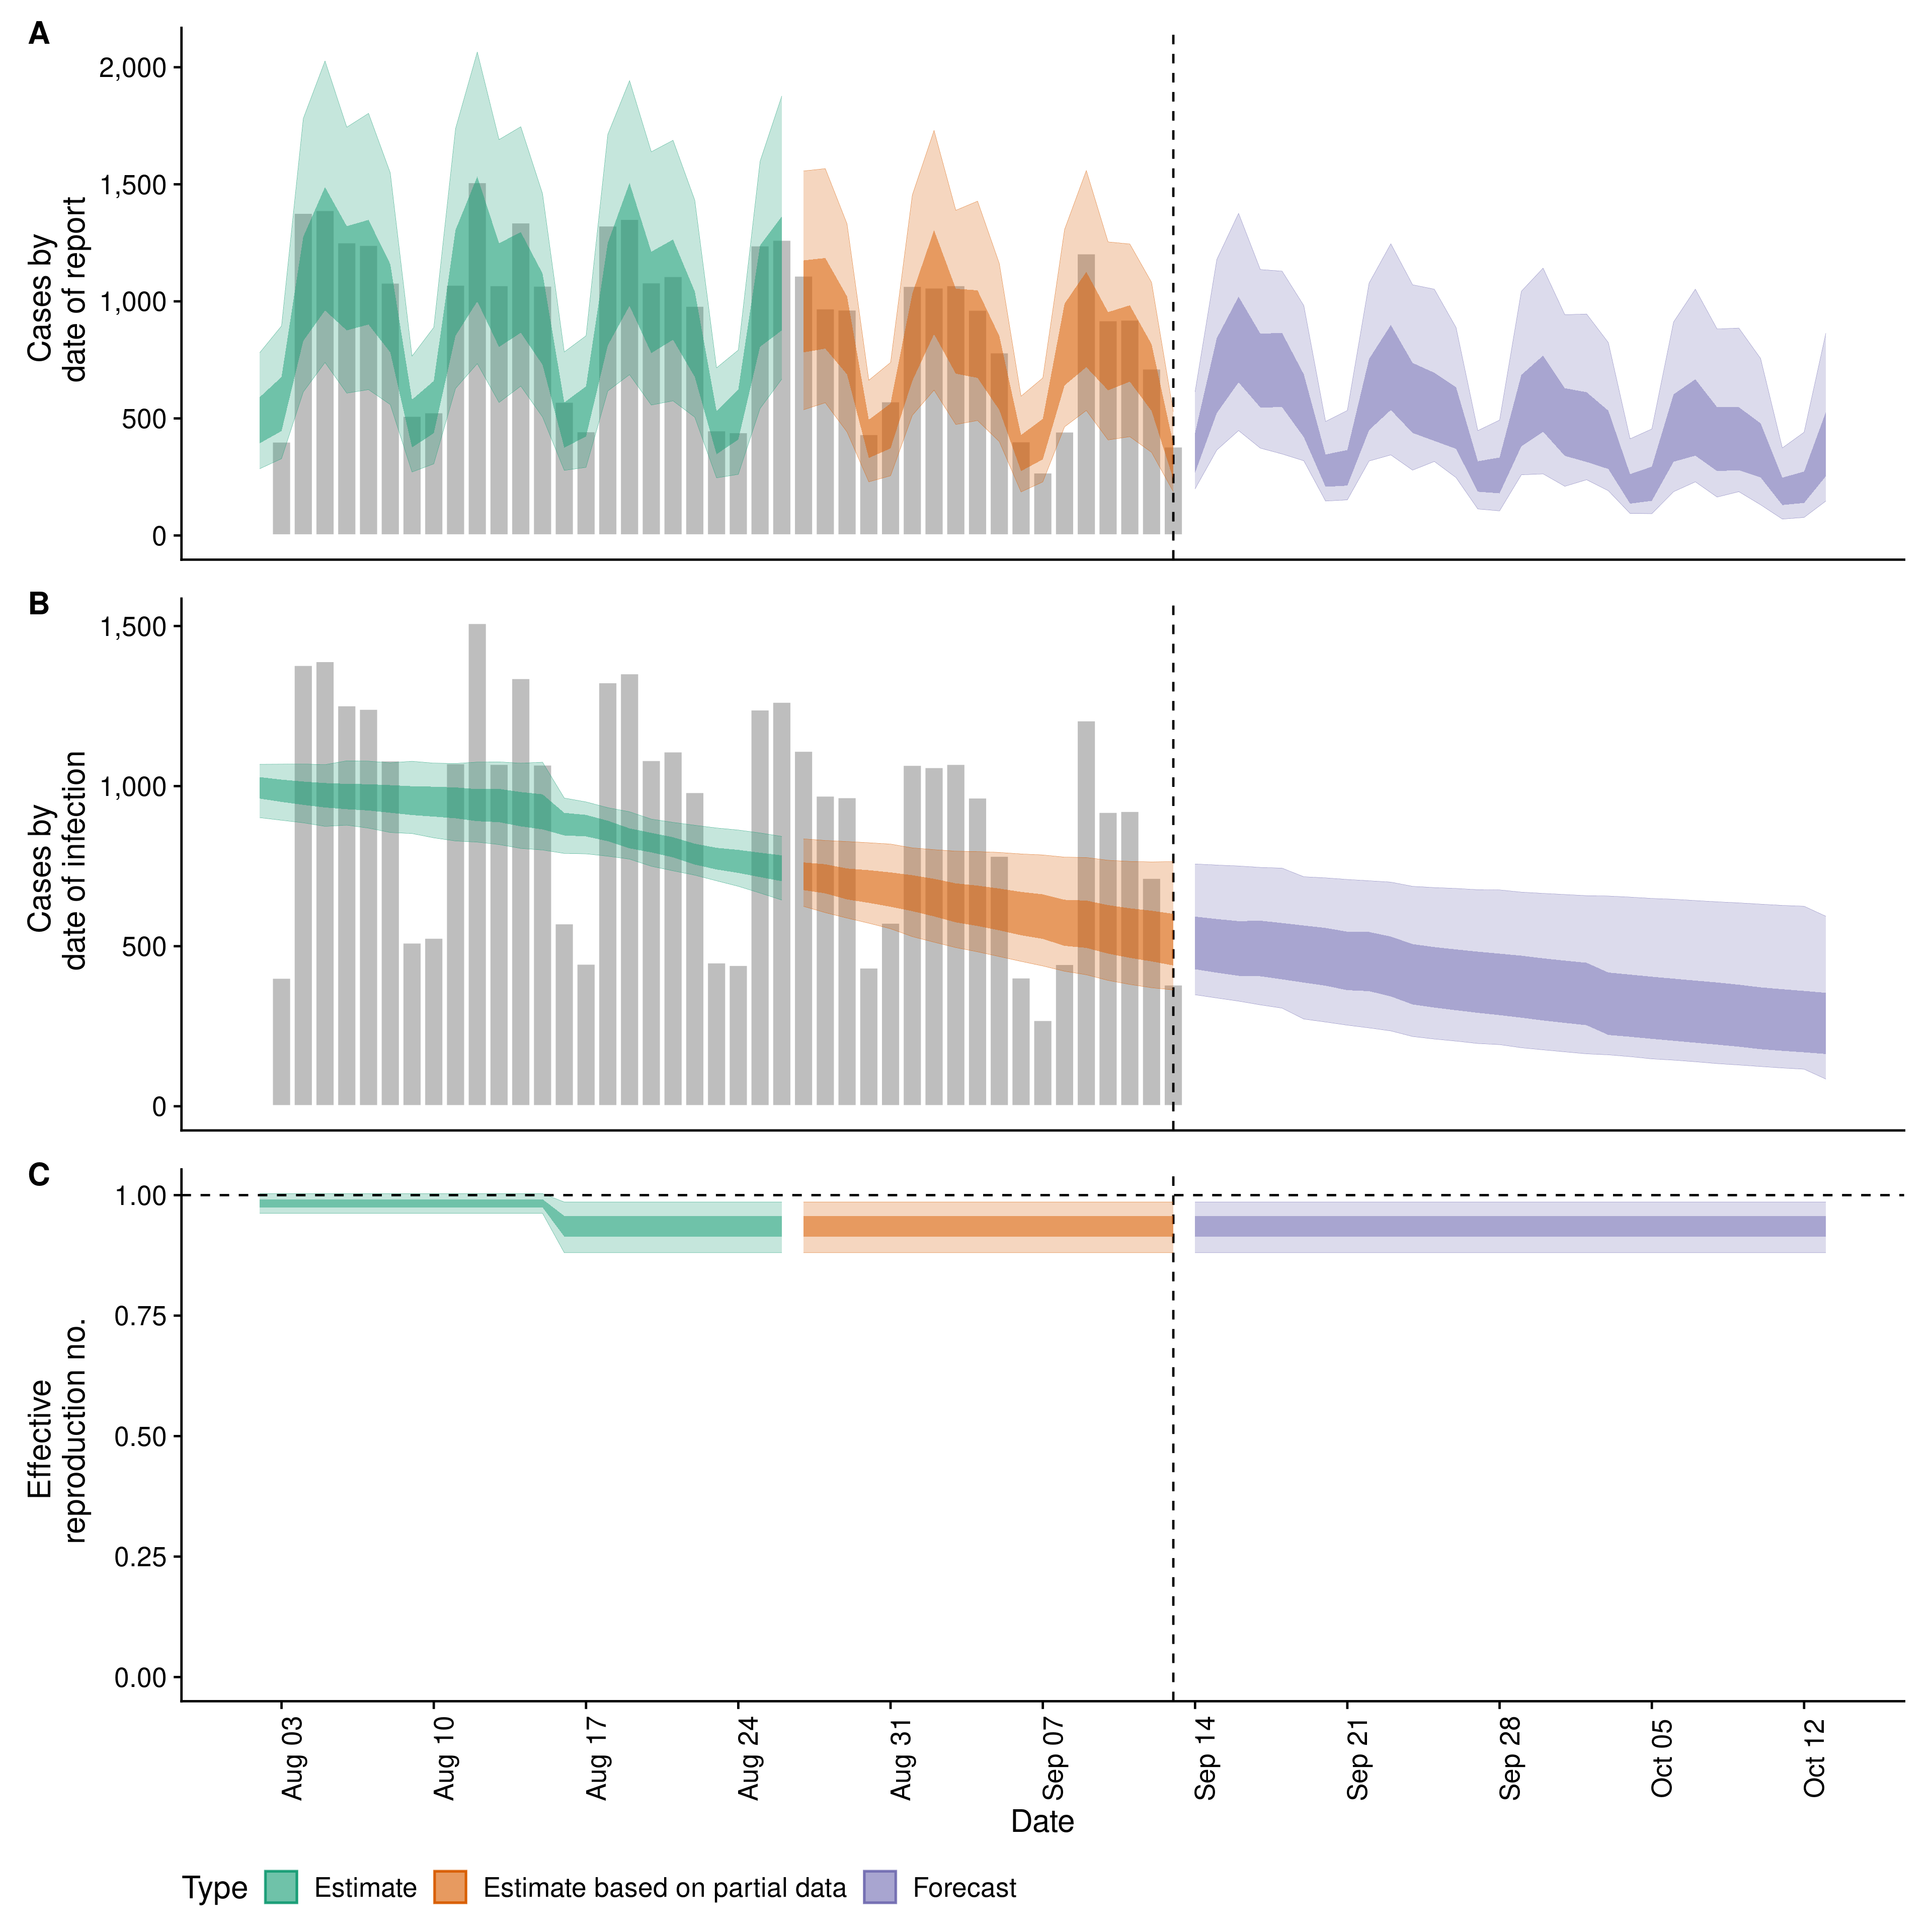 A
2,000
1,500
1,000
500
0
Cases by
date of report
B
1,500
1,000
500
0
Cases by
date of infection
C
1.00
0.75
0.50
0.25
0.00
Effective
reproduction no.
Aug 03
Aug 10
Aug 17
Aug 24
Aug 31
Sep 07
Sep 14
Sep 21
Sep 28
Oct 05
Oct 12
Date
Type Estimate Estimate based on partial data Forecast